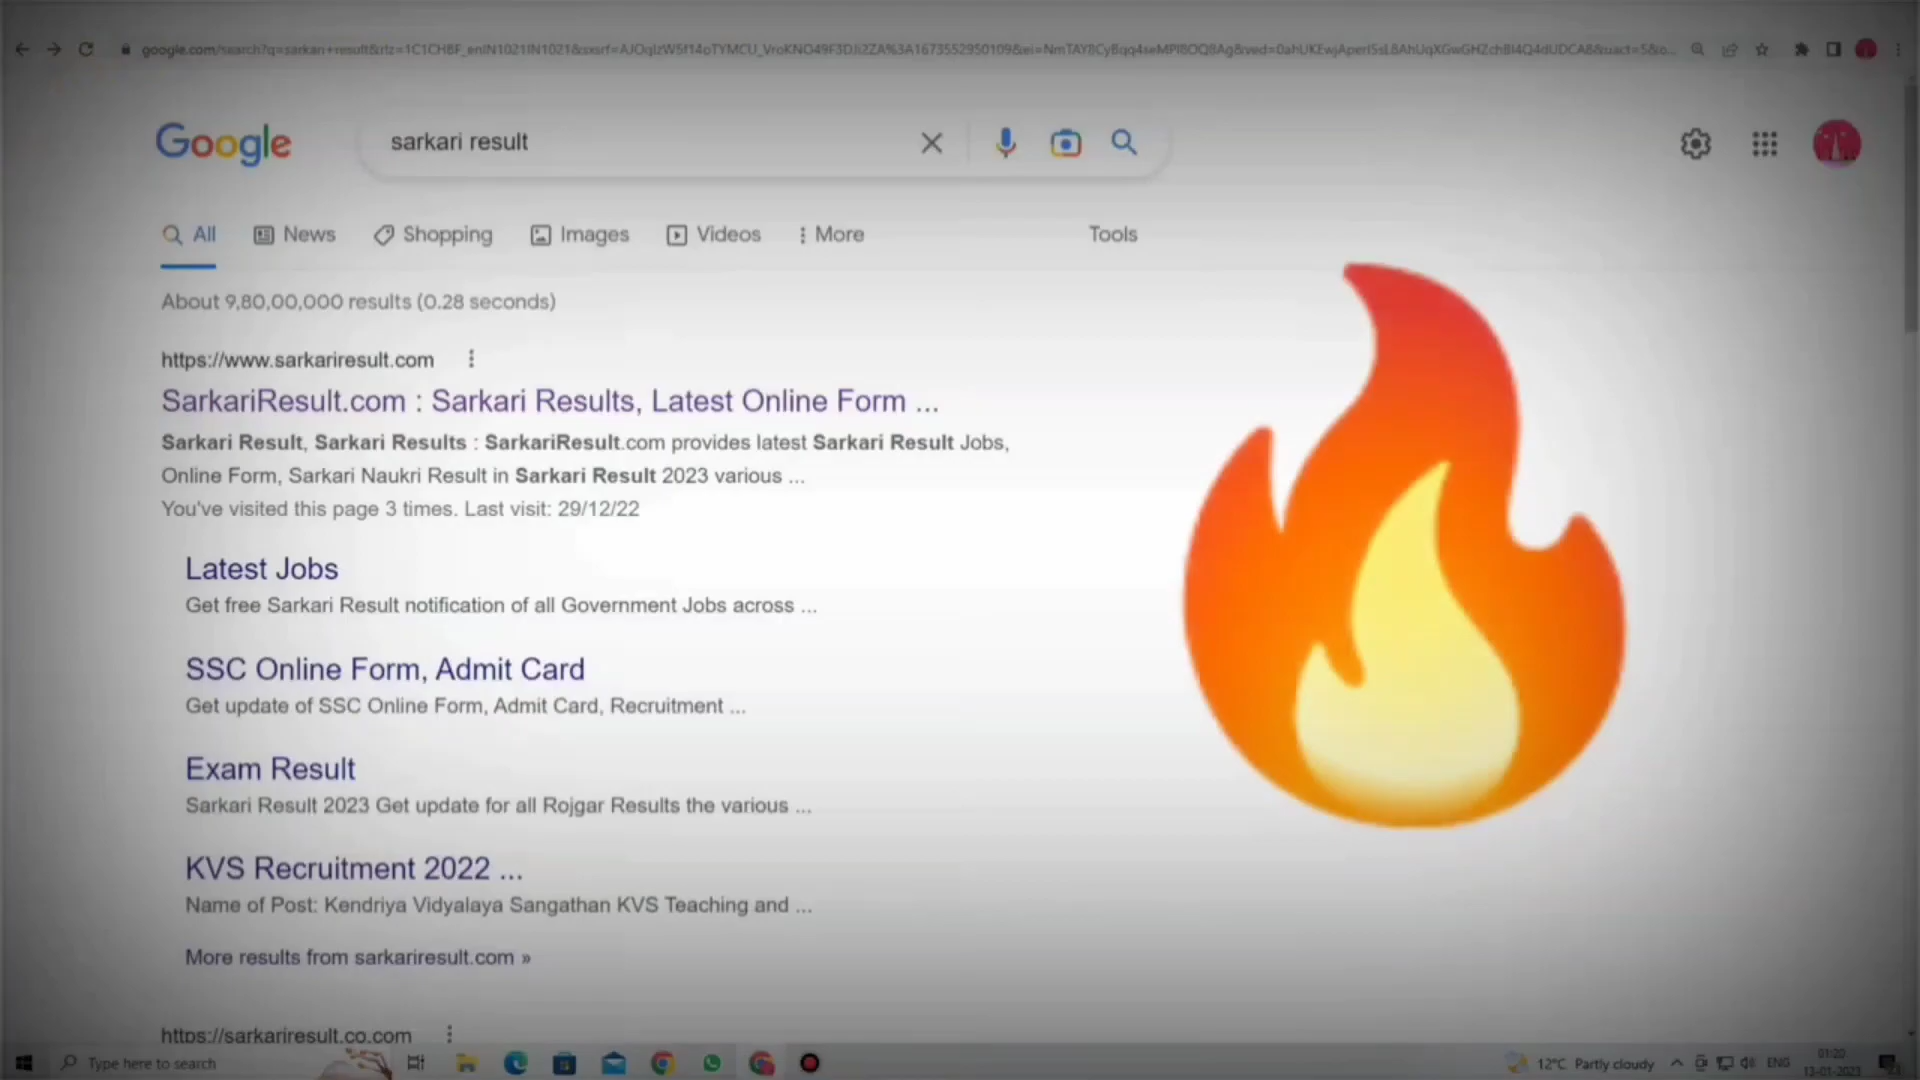 Google
sarkari result
All News Shopping Images Videos More Tools
About 9,80,00,000 results (0.28 seconds)
https://www.sarkariresult.com
SarkariResult.com : Sarkari Results, Latest Online Form ...
Sarkari Result, Sarkari Results : SarkariResult.com provides latest Sarkari Result Jobs,
Online Form, Sarkari Naukri Result in Sarkari Result 2023 various ...
You've visited this page 3 times. Last visit: 29/12/22
Latest Jobs
Get free Sarkari Result notification of all Government Jobs across ...
SSC Online Form, Admit Card
Get update of SSC Online Form, Admit Card, Recruitment ...
Exam Result
Sarkari Result 2023 Get update for all Rojgar Results the various ...
KVS Recruitment 2022 ...
Name of Post: Kendriya Vidyalaya Sangathan KVS Teaching and ...
More results from sarkariresult.com »
https://sarkariresult.co.com
Type here to search
12°C Partly cloudy ENG 01:20
13-01-2023